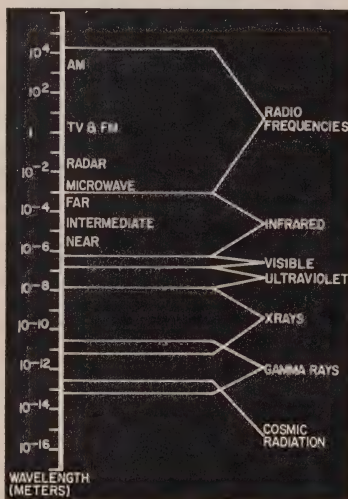 10⁴
AM
10²
RADIO
FREQUENCIES
1
TV & FM
RADAR
10⁻²
MICROWAVE
FAR
10⁻⁴
INTERMEDIATE
INFRARED
NEAR
10⁻⁶
VISIBLE
ULTRAVIOLET
10⁻⁸
XRAYS
10⁻¹⁰
10⁻¹²
GAMMA RAYS
10⁻¹⁴
COSMIC
RADIATION
10⁻¹⁶
WAVELENGTH
(METERS)